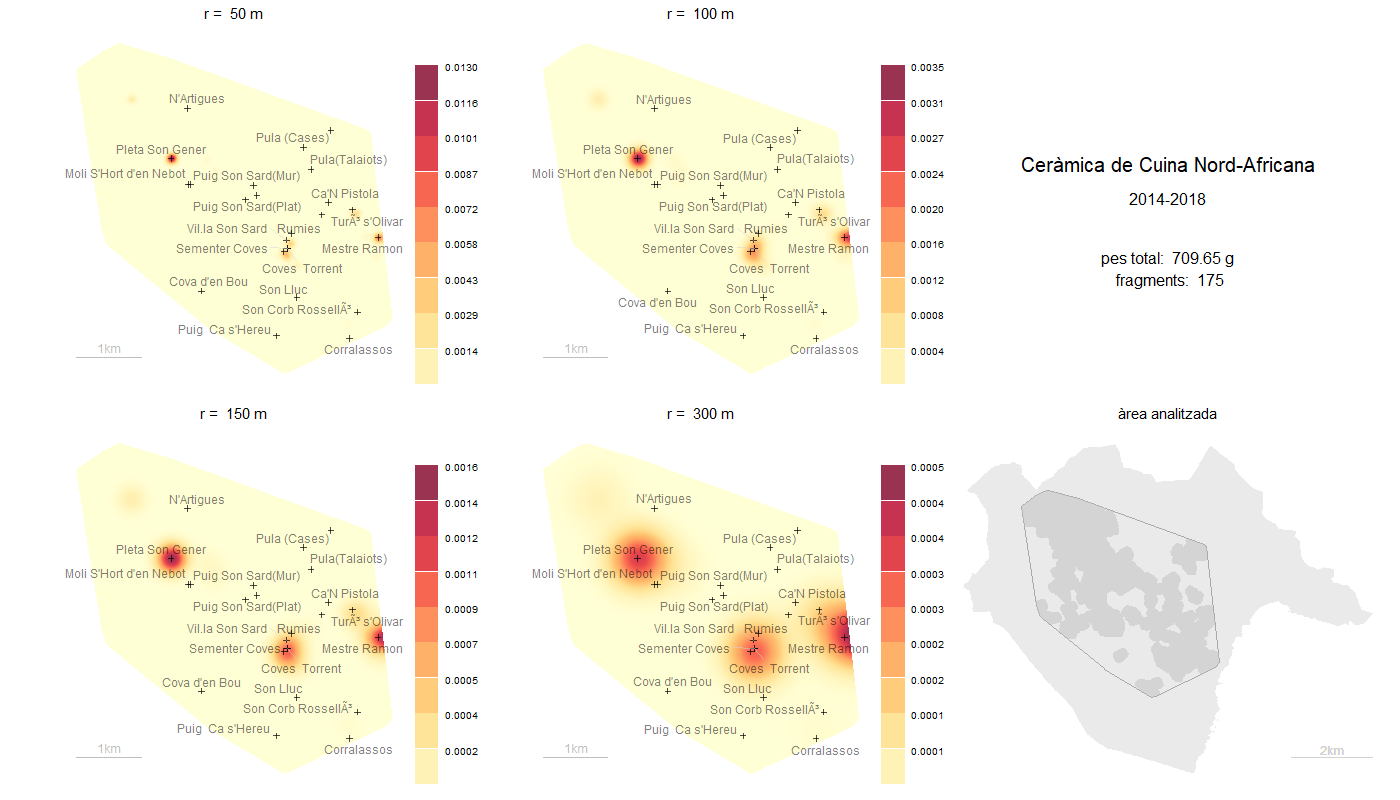 r =  50 m
N'Artigues
Pula (Cases)
Pleta Son Gener
Pula(Talaiots)
Moli S'Hort d'en Nebot
Puig Son Sard(Mur)
Ca'N Pistola
Puig Son Sard(Plat)
TurÃ³ s'Olivar
Vil.la Son Sard
Rumies
Sementer Coves
Mestre Ramon
Coves  Torrent
Cova d'en Bou
Son Lluc
Son Corb RossellÃ³
Puig  Ca s'Hereu
Corralassos
1km
0.0130
0.0116
0.0101
0.0087
0.0072
0.0058
0.0043
0.0029
0.0014
r =  100 m
N'Artigues
Pula (Cases)
Pleta Son Gener
Pula(Talaiots)
Moli S'Hort d'en Nebot
Puig Son Sard(Mur)
Ca'N Pistola
Puig Son Sard(Plat)
TurÃ³ s'Olivar
Vil.la Son Sard
Rumies
Sementer Coves
Mestre Ramon
Coves  Torrent
Cova d'en Bou
Son Lluc
Son Corb RossellÃ³
Puig  Ca s'Hereu
Corralassos
1km
0.0035
0.0031
0.0027
0.0024
0.0020
0.0016
0.0012
0.0008
0.0004
Ceràmica de Cuina Nord-Africana
2014-2018
pes total:  709.65 g
fragments:  175
r =  150 m
N'Artigues
Pula (Cases)
Pleta Son Gener
Pula(Talaiots)
Moli S'Hort d'en Nebot
Puig Son Sard(Mur)
Ca'N Pistola
Puig Son Sard(Plat)
TurÃ³ s'Olivar
Vil.la Son Sard
Rumies
Sementer Coves
Mestre Ramon
Coves  Torrent
Cova d'en Bou
Son Lluc
Son Corb RossellÃ³
Puig  Ca s'Hereu
Corralassos
1km
0.0016
0.0014
0.0012
0.0011
0.0009
0.0007
0.0005
0.0004
0.0002
r =  300 m
N'Artigues
Pula (Cases)
Pleta Son Gener
Pula(Talaiots)
Moli S'Hort d'en Nebot
Puig Son Sard(Mur)
Ca'N Pistola
Puig Son Sard(Plat)
TurÃ³ s'Olivar
Vil.la Son Sard
Rumies
Sementer Coves
Mestre Ramon
Coves  Torrent
Cova d'en Bou
Son Lluc
Son Corb RossellÃ³
Puig  Ca s'Hereu
Corralassos
1km
0.0005
0.0004
0.0004
0.0003
0.0003
0.0002
0.0002
0.0001
0.0001
àrea analitzada
2km